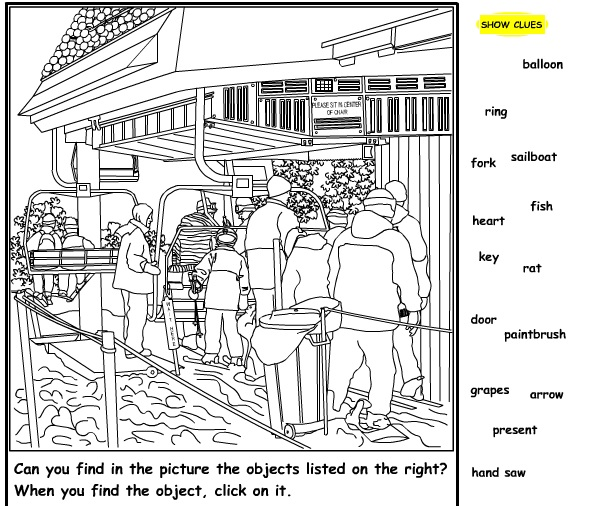 SHOW CLUES
balloon
ring
fork
sailboat
fish
heart
key
rat
door
paintbrush
grapes
arrow
present
hand saw
PLEASE SIT IN CENTER
OF CHAIR
WAIT HERE
Can you find in the picture the objects listed on the right?
When you find the object, click on it.